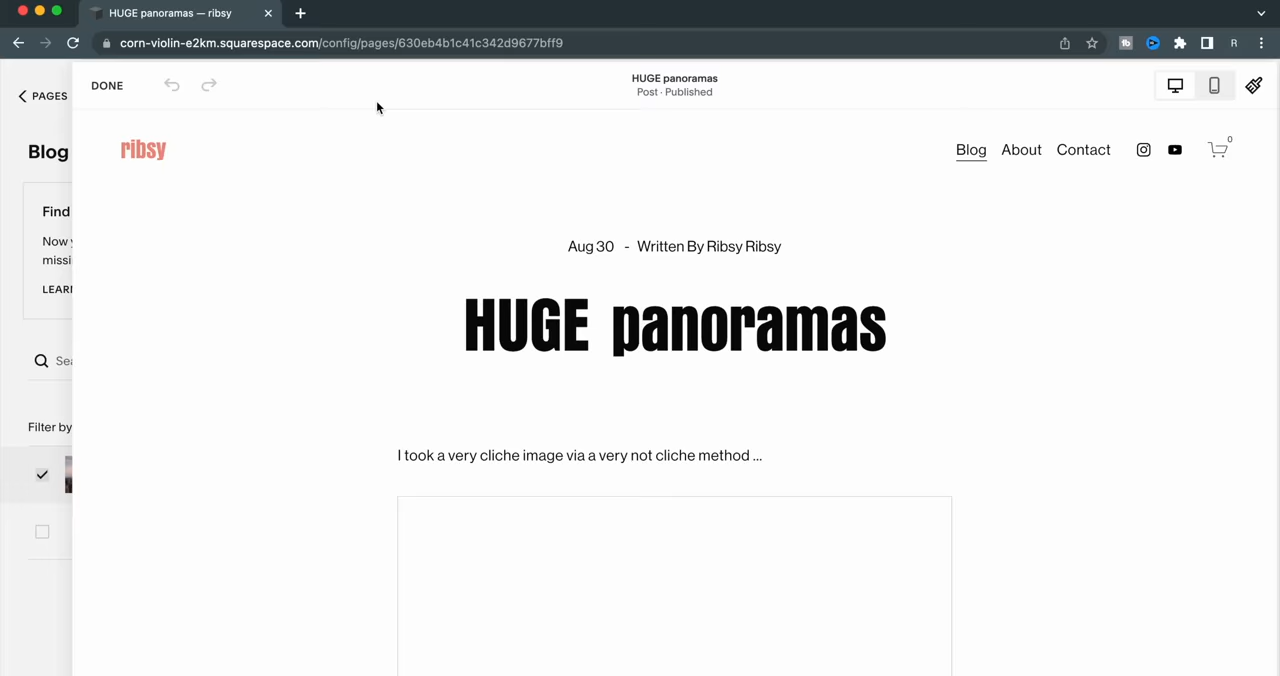 HUGE panoramas — ribsy
corn-violin-e2km.squarespace.com/config/pages/630eb4b1c41c342d9677bff9
R
DONE
HUGE panoramas
Post · Published
PAGES
ribsy
Blog About Contact
0
Blog
Find
Now
missi
LEARN
Aug 30 - Written By Ribsy Ribsy
HUGE panoramas
Sea
Filter by
I took a very cliche image via a very not cliche method ...